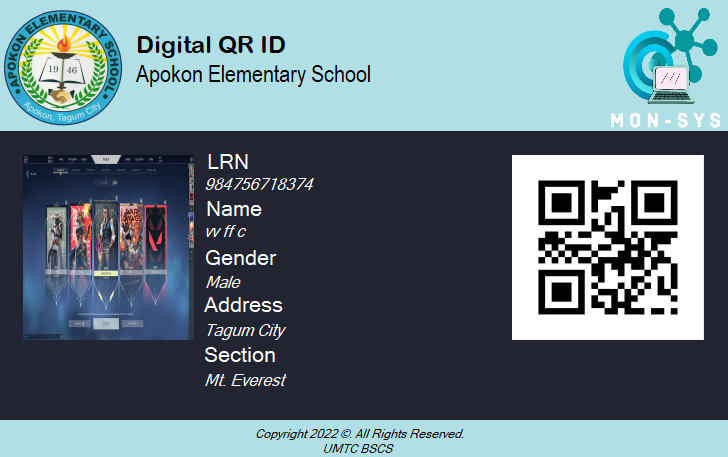 Digital QR ID
Apokon Elementary School
APOKON ELEMENTARY SCHOOL
19 46
Apokon, Tagum City
MON-SYS
LRN
984756718374
Name
vv ff c
Gender
Male
Address
Tagum City
Section
Mt. Everest
Copyright 2022 ©. All Rights Reserved.
UMTC BSCS